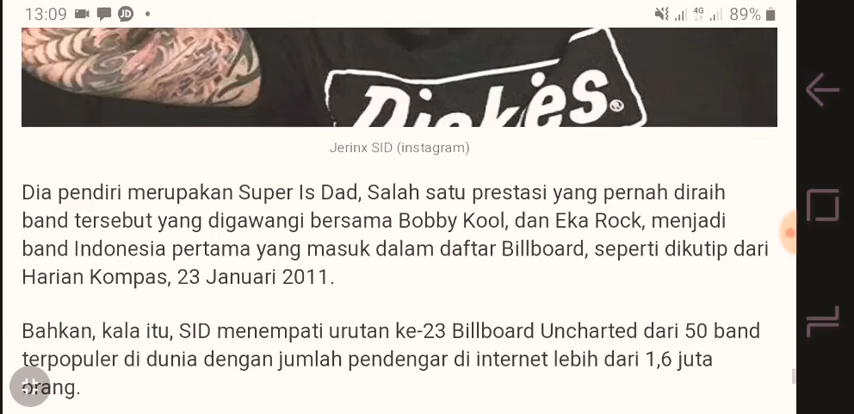 13:09
JD
4G
89%
Dickies®
Jerinx SID (instagram)
Dia pendiri merupakan Super Is Dad, Salah satu prestasi yang pernah diraih
band tersebut yang digawangi bersama Bobby Kool, dan Eka Rock, menjadi
band Indonesia pertama yang masuk dalam daftar Billboard, seperti dikutip dari
Harian Kompas, 23 Januari 2011.
Bahkan, kala itu, SID menempati urutan ke-23 Billboard Uncharted dari 50 band
terpopuler di dunia dengan jumlah pendengar di internet lebih dari 1,6 juta
orang.